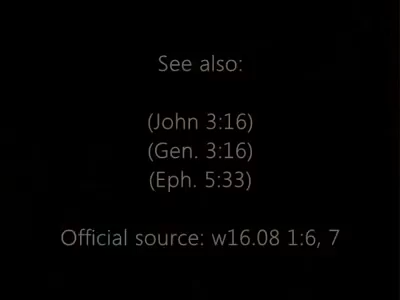 See also:
(John 3:16)
(Gen. 3:16)
(Eph. 5:33)
Official source: w16.08 1:6, 7